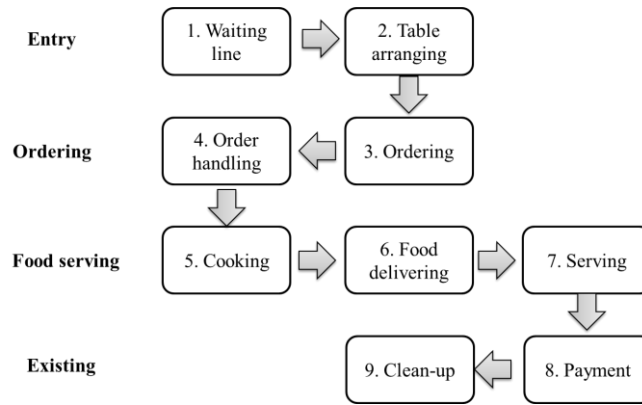 Entry
1. Waiting
line
2. Table
arranging
Ordering
4. Order
handling
3. Ordering
Food serving
5. Cooking
6. Food
delivering
7. Serving
Existing
9. Clean-up
8. Payment